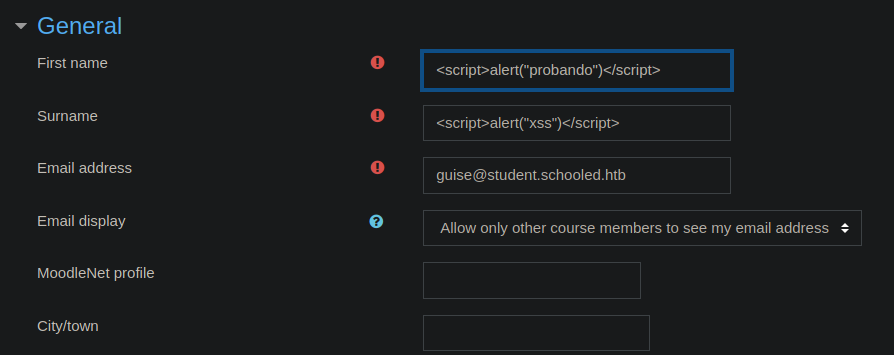 General
First name <script>alert("probando")</script>
Surname <script>alert("xss")</script>
Email address guise@student.schooled.htb
Email display Allow only other course members to see my email address
MoodleNet profile
City/town